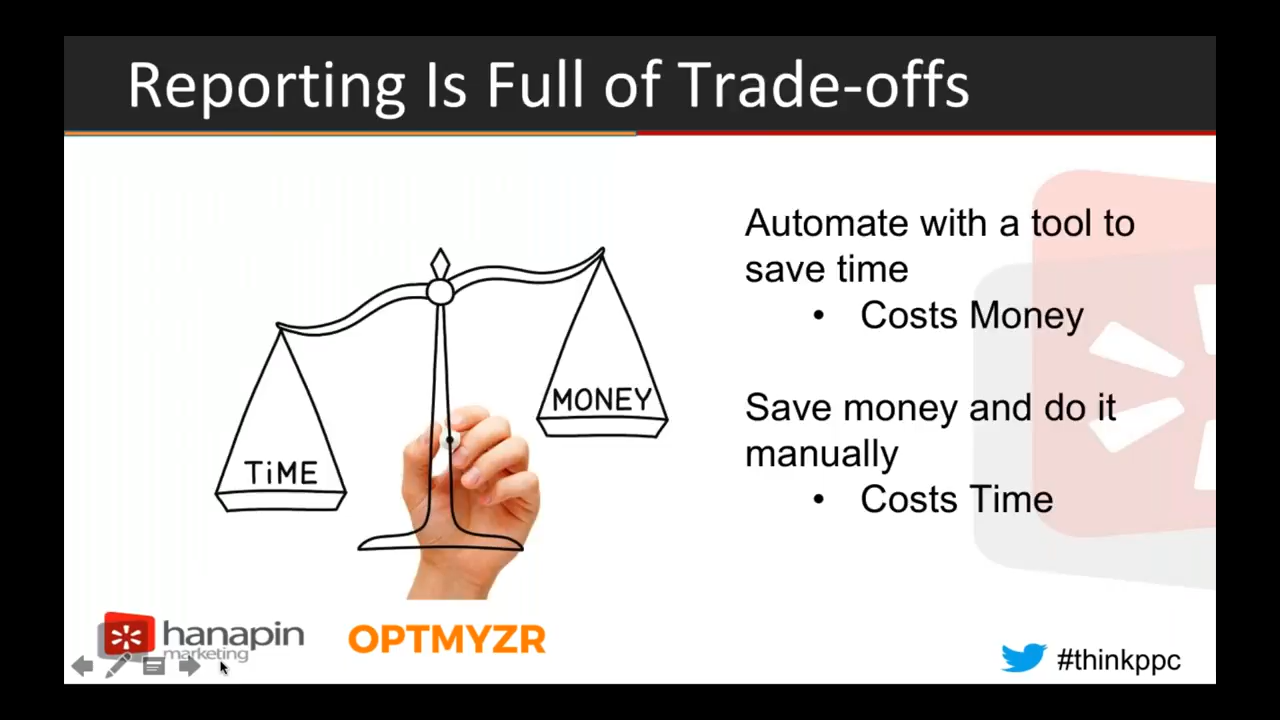 Reporting Is Full of Trade-offs
Automate with a tool to
save time
• Costs Money
Save money and do it
manually
• Costs Time
MONEY
TiME
hanapin
marketing
OPTMYZR
#thinkppc